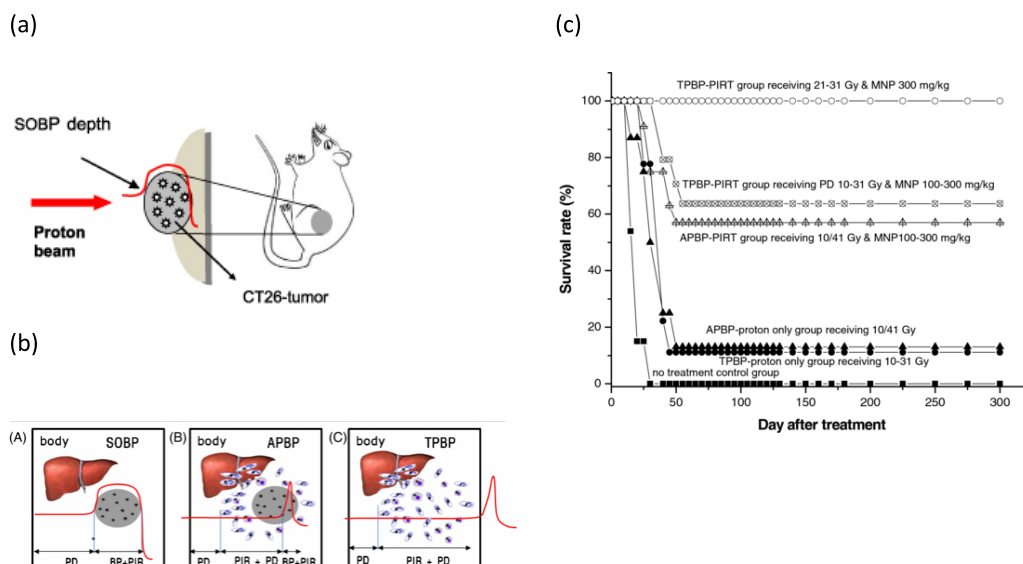 (a)
SOBP depth
Proton
beam
CT26-tumor
(b)
(A) body SOBP
PD BP+PIR
(B) body APBP
PD PIR + PD BP+PIR
(C) body TPBP
PD PIR + PD
(c)
TPBP-PIRT group receiving 21-31 Gy & MNP 300 mg/kg
TPBP-PIRT group receiving PD 10-31 Gy & MNP 100-300 mg/kg
APBP-PIRT group receiving 10/41 Gy & MNP100-300 mg/kg
APBP-proton only group receiving 10/41 Gy
TPBP-proton only group receiving 10-31 Gy
no treatment control group
Survival rate (%)
100
80
60
40
20
0
0 50 100 150 200 250 300
Day after treatment